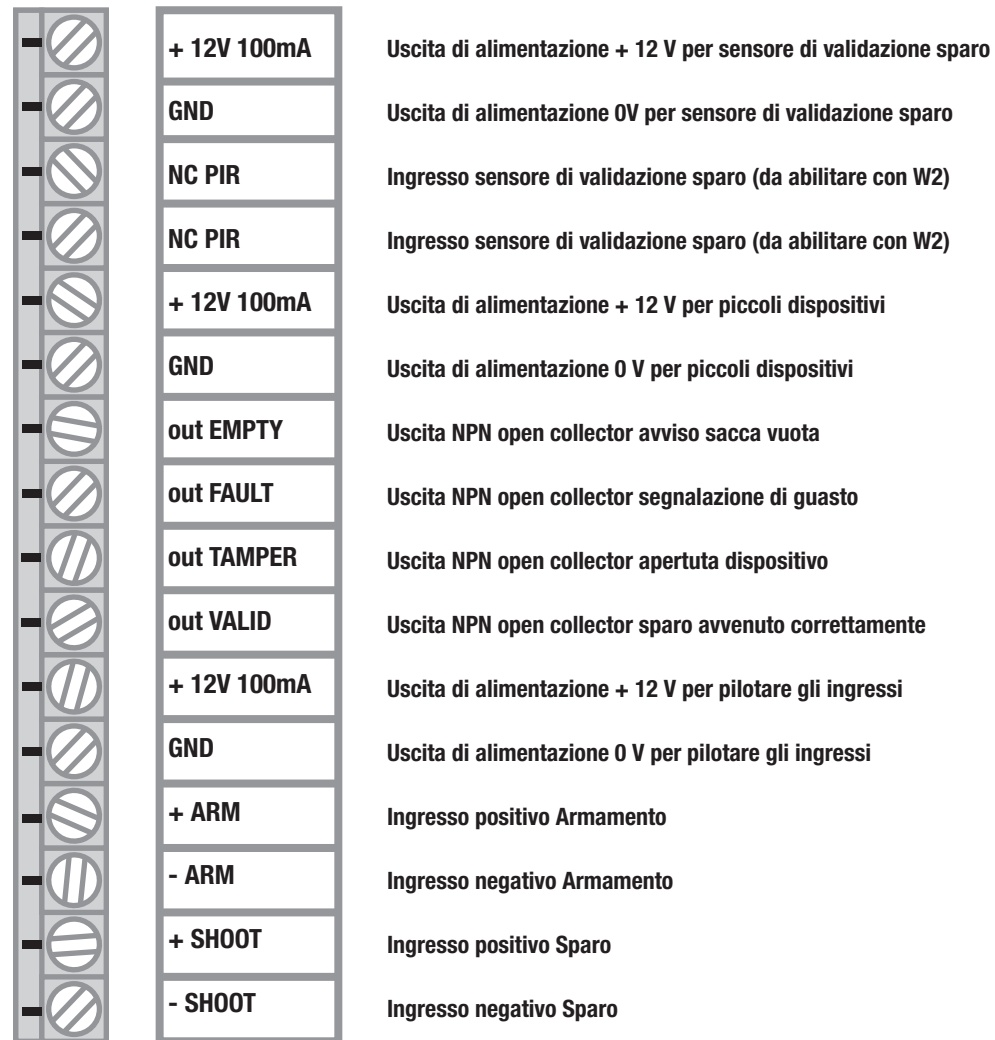 + 12V 100mA Uscita di alimentazione + 12 V per sensore di validazione sparo
GND Uscita di alimentazione 0V per sensore di validazione sparo
NC PIR Ingresso sensore di validazione sparo (da abilitare con W2)
NC PIR Ingresso sensore di validazione sparo (da abilitare con W2)
+ 12V 100mA Uscita di alimentazione + 12 V per piccoli dispositivi
GND Uscita di alimentazione 0 V per piccoli dispositivi
out EMPTY Uscita NPN open collector avviso sacca vuota
out FAULT Uscita NPN open collector segnalazione di guasto
out TAMPER Uscita NPN open collector apertuta dispositivo
out VALID Uscita NPN open collector sparo avvenuto correttamente
+ 12V 100mA Uscita di alimentazione + 12 V per pilotare gli ingressi
GND Uscita di alimentazione 0 V per pilotare gli ingressi
+ ARM Ingresso positivo Armamento
- ARM Ingresso negativo Armamento
+ SHOOT Ingresso positivo Sparo
- SHOOT Ingresso negativo Sparo